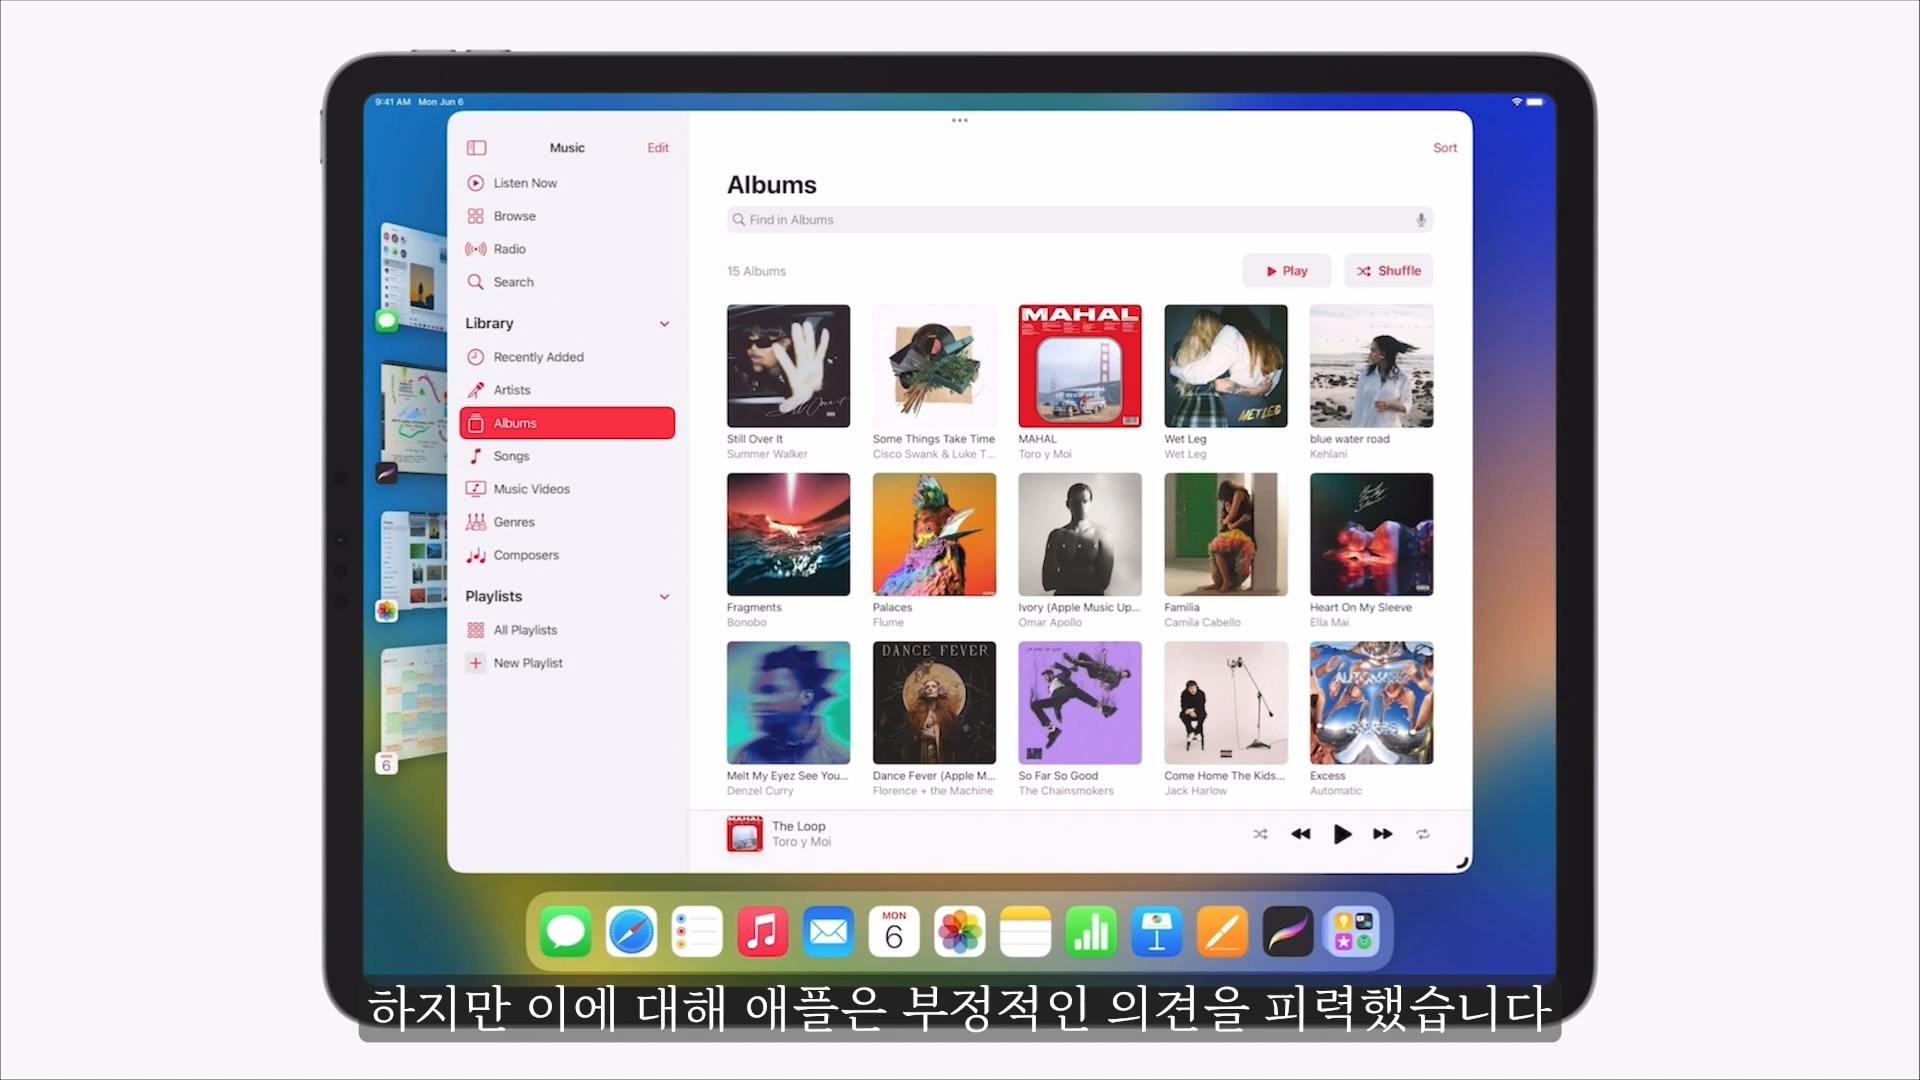 9:41 AM Mon Jun 6
Music
Edit
Listen Now
Browse
Radio
Search
Library
Recently Added
Artists
Albums
Songs
Music Videos
Genres
Composers
Playlists
All Playlists
New Playlist
Sort
Albums
Find in Albums
15 Albums
Play
Shuffle
MAHAL
WET LEG
Still Over It
Summer Walker
Some Things Take Time
Cisco Swank & Luke T...
MAHAL
Toro y Moi
Wet Leg
Wet Leg
blue water road
Kehlani
Fragments
Bonobo
Palaces
Flume
Ivory (Apple Music Up...
Omar Apollo
Familia
Camila Cabello
Heart On My Sleeve
Ella Mai
DANCE FEVER
AUTOMATIC
EXCESS
Melt My Eyez See You...
Denzel Curry
Dance Fever (Apple M...
Florence + the Machine
So Far So Good
The Chainsmokers
Come Home The Kids...
Jack Harlow
Excess
Automatic
MAHAL
The Loop
Toro y Moi
6
MON
6
하지만 이에 대해 애플은 부정적인 의견을 피력했습니다